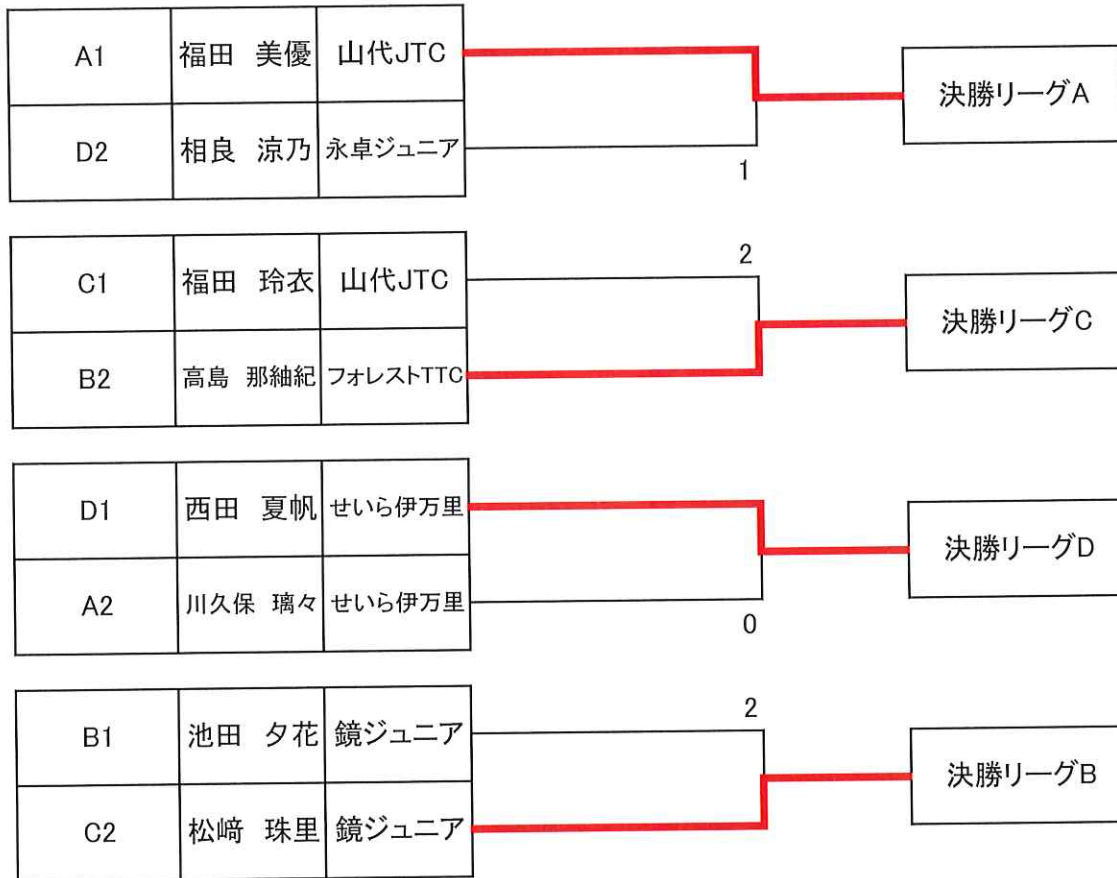 A1 福田 美優 山代JTC
決勝リーグA
D2 相良 涼乃 永卓ジュニア
1
C1 福田 玲衣 山代JTC
2
決勝リーグC
B2 高島 那紬紀 フォレストTTC
D1 西田 夏帆 せいら伊万里
決勝リーグD
A2 川久保 璃々 せいら伊万里
0
B1 池田 夕花 鏡ジュニア
2
決勝リーグB
C2 松﨑 珠里 鏡ジュニア